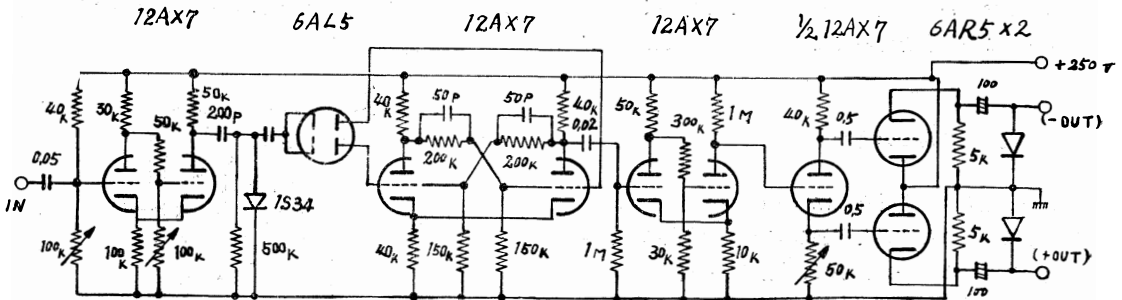 12AX7 6AL5 12AX7 12AX7 ½ 12AX7 6AR5 × 2
+250V
40K 30K 50K 50K 200P 40K 50P 50P 40K 0,02 50K 300K 1M 40K 0,5 100 (-OUT)
200K 200K 5K
0,05
IN
1S34
100K 100K 100K 500K 40K 150K 150K 1M 30K 10K 0,5 50K 5K (+OUT)
100